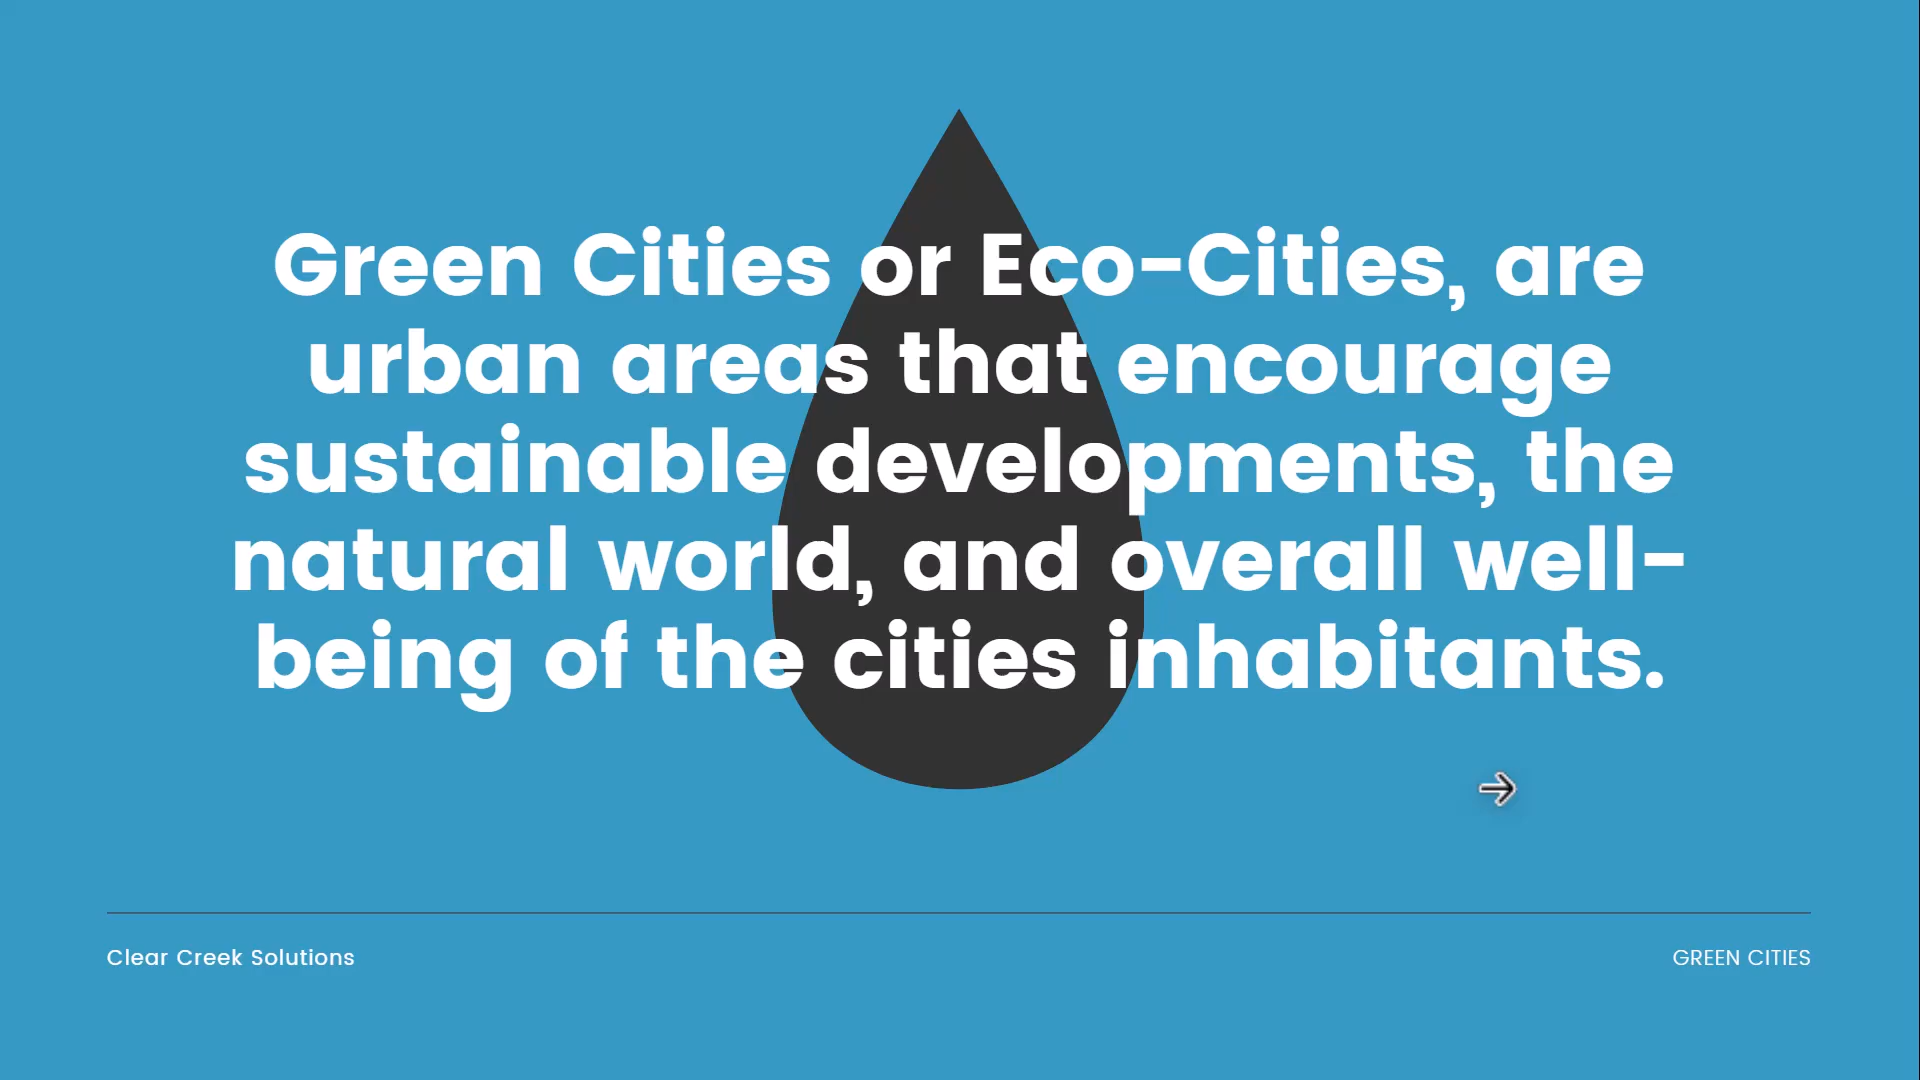 Green Cities or Eco-Cities, are
urban areas that encourage
sustainable developments, the
natural world, and overall well-
being of the cities inhabitants.
Clear Creek Solutions
GREEN CITIES